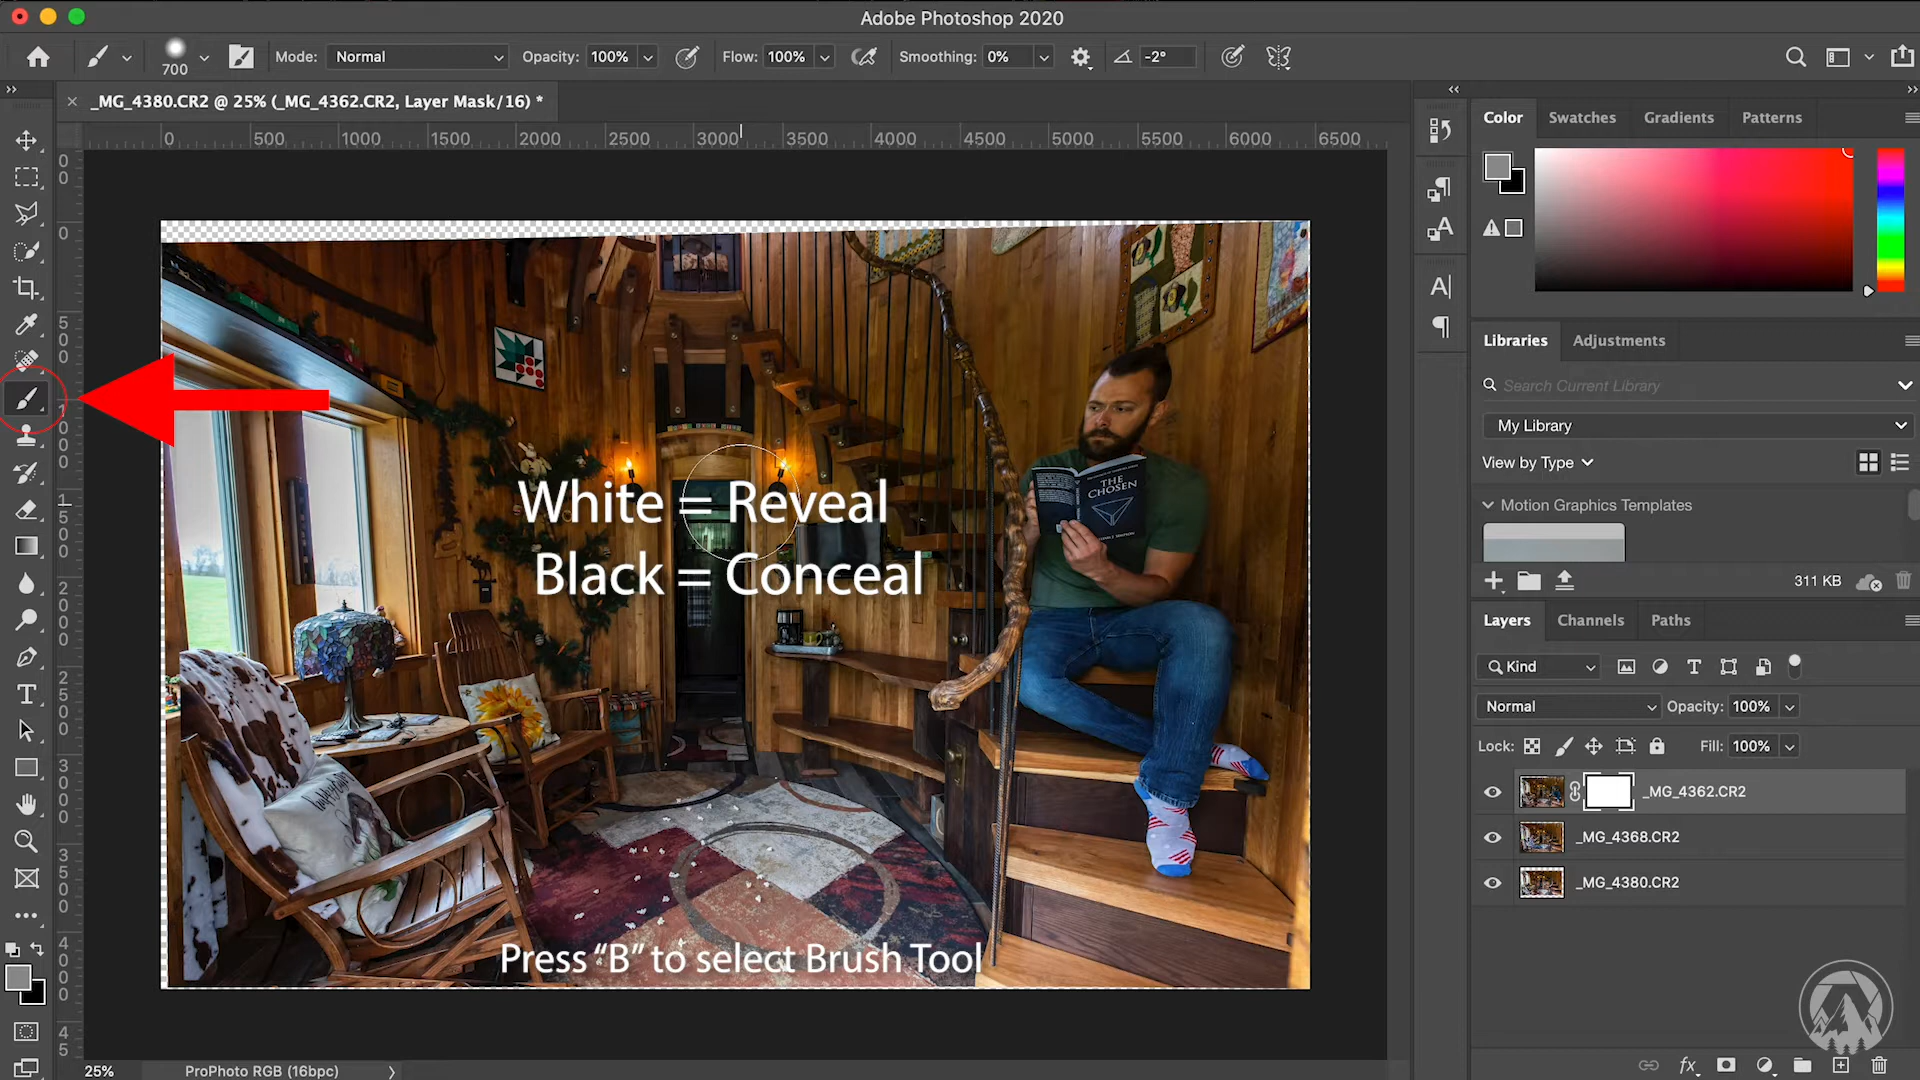 Adobe Photoshop 2020
700
Mode: Normal
Opacity: 100%
Flow: 100%
Smoothing: 0%
-2°
_MG_4380.CR2 @ 25% (_MG_4362.CR2, Layer Mask/16) *
0 500 1000 1500 2000 2500 3000 3500 4000 4500 5000 5500 6000 6500
Color Swatches Gradients Patterns
Libraries Adjustments
Search Current Library
My Library
View by Type
Motion Graphics Templates
311 KB
Layers Channels Paths
Kind
Normal Opacity: 100%
Lock: Fill: 100%
_MG_4362.CR2
_MG_4368.CR2
_MG_4380.CR2
THE
CHOSEN
White = Reveal
Black = Conceal
Press “B” to select Brush Tool
25% ProPhoto RGB (16bpc)